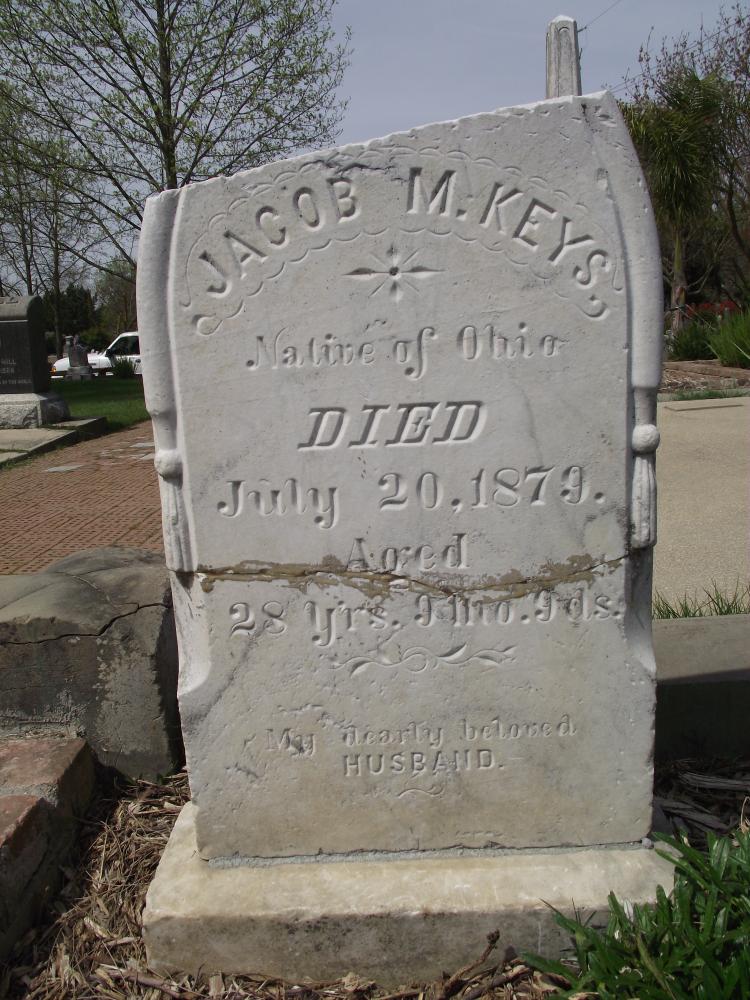 JACOB M. KEYS,
Native of Ohio
DIED
July 20, 1879.
Aged
28 Yrs. 9 mo. 9 ds.
My dearly beloved
HUSBAND.